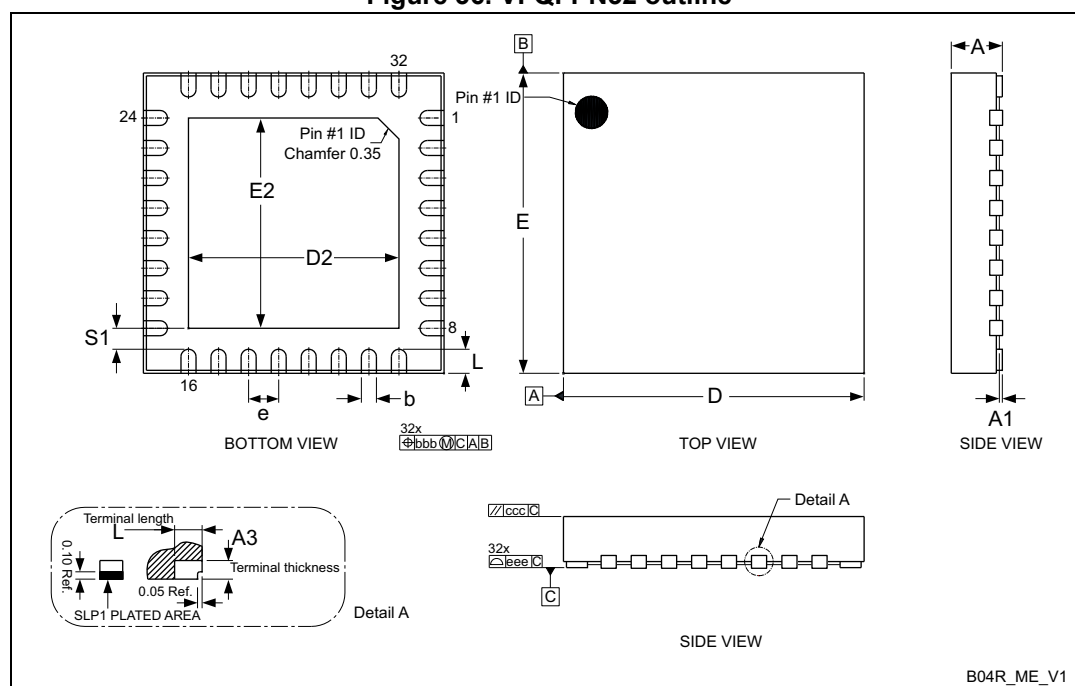 Figure outline
B
A
32
Pin #1 ID
24
1
Pin #1 ID
Chamfer 0.35
E2
E
D2
S1
8
L
16
e
b
A
D
A1
32x
bbb M C A B
BOTTOM VIEW
TOP VIEW
SIDE VIEW
Terminal length
L
A3
0.10 Ref.
Terminal thickness
0.05 Ref.
SLP1 PLATED AREA
Detail A
// ccc C
Detail A
32x
eee C
C
SIDE VIEW
B04R_ME_V1